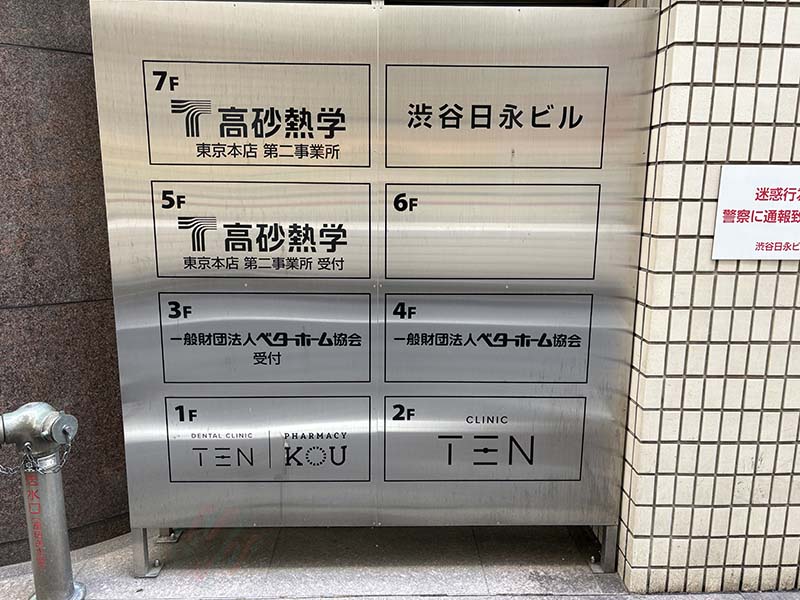 7F
高砂熱学
東京本店 第二事業所
渋谷日永ビル
5F
高砂熱学
東京本店 第二事業所 受付
6F
3F
一般財団法人ベターホーム協会
受付
4F
一般財団法人ベターホーム協会
1F
DENTAL CLINIC
TEN
PHARMACY
KOU
2F
CLINIC
TEN
迷惑行
警察に通報致
渋谷日永ビ